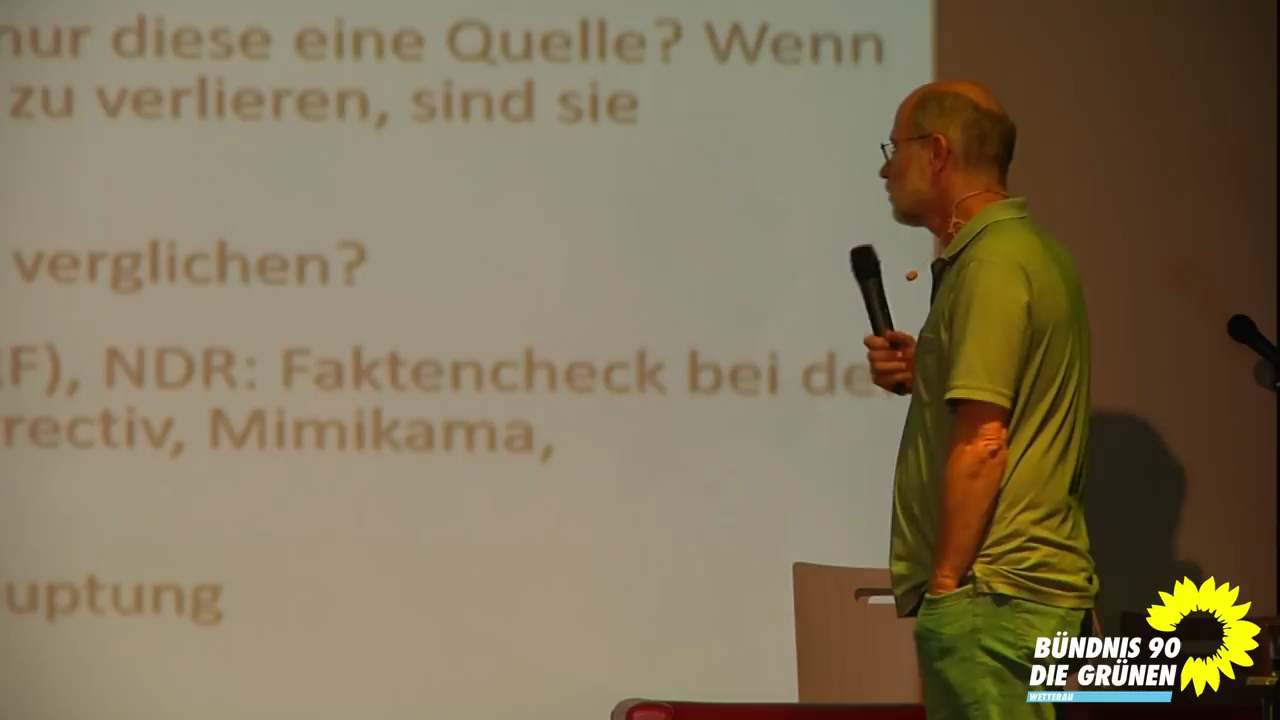 nur diese eine Quelle? Wenn
zu verlieren, sind sie
verglichen?
RF), NDR: Faktencheck bei de
rectiv, Mimikama,
uptung
BÜNDNIS 90
DIE GRÜNEN
WETTERAU